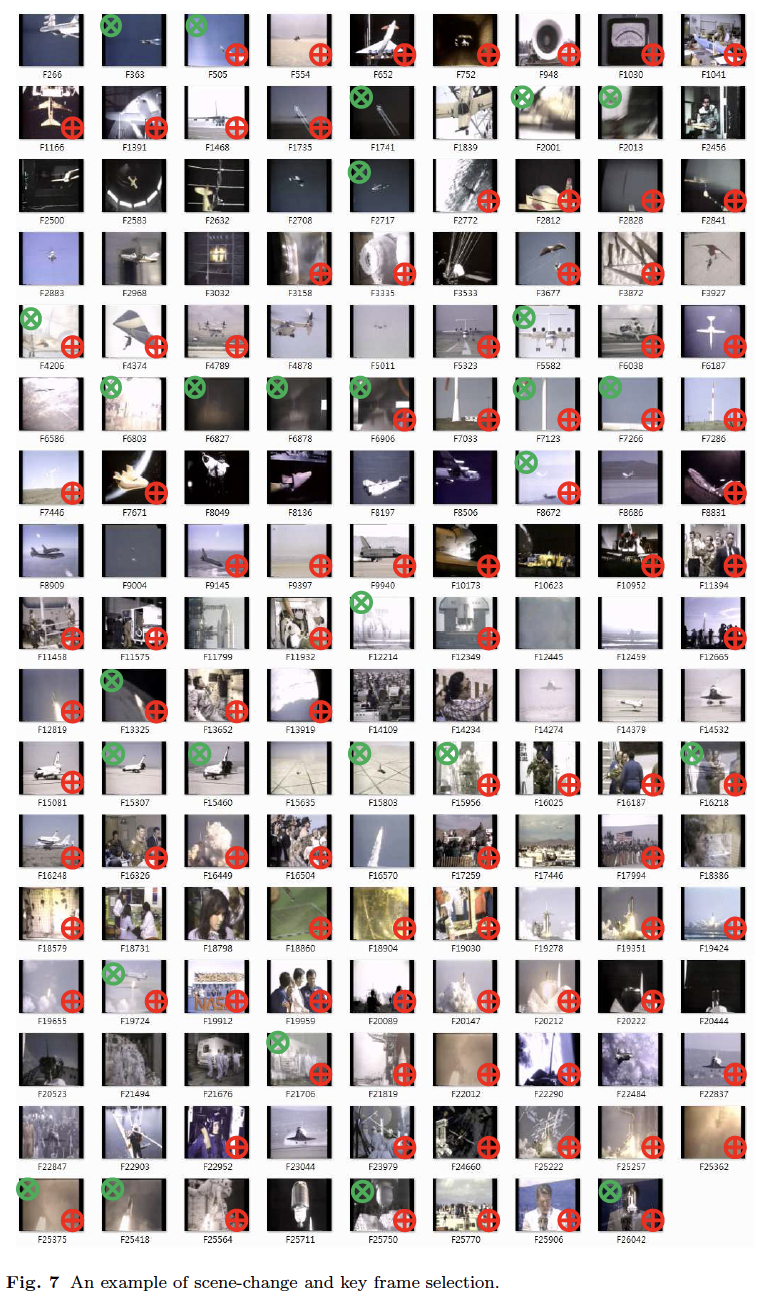 F266 F363 F505 F554 F652 F752 F948 F1030 F1041
F1166 F1391 F1468 F1735 F1741 F1839 F2001 F2013 F2456
F2500 F2583 F2632 F2708 F2717 F2772 F2812 F2828 F2841
F2883 F2968 F3032 F3158 F3335 F3533 F3677 F3872 F3927
F4206 F4374 F4789 F4878 F5011 F5323 F5582 F6038 F6187
F6586 F6803 F6827 F6878 F6906 F7033 F7123 F7266 F7286
F7446 F7671 F8049 F8136 F8197 F8506 F8672 F8686 F8831
F8909 F9004 F9145 F9397 F9940 F10173 F10623 F10952 F11394
F11458 F11575 F11799 F11932 F12214 F12349 F12445 F12459 F12665
F12819 F13325 F13652 F13919 F14109 F14234 F14274 F14379 F14532
F15081 F15307 F15460 F15635 F15803 F15956 F16025 F16187 F16218
F16248 F16326 F16449 F16504 F16570 F17259 F17446 F17994 F18386
F18579 F18731 F18798 F18860 F18904 F19030 F19278 F19351 F19424
NASA
F19655 F19724 F19912 F19959 F20089 F20147 F20212 F20222 F20444
F20523 F21494 F21676 F21706 F21819 F22012 F22290 F22484 F22837
F22847 F22903 F22952 F23044 F23979 F24660 F25222 F25257 F25362
F25375 F25418 F25564 F25711 F25750 F25770 F25906 F26042
Fig. 7 An example of scene-change and key frame selection.